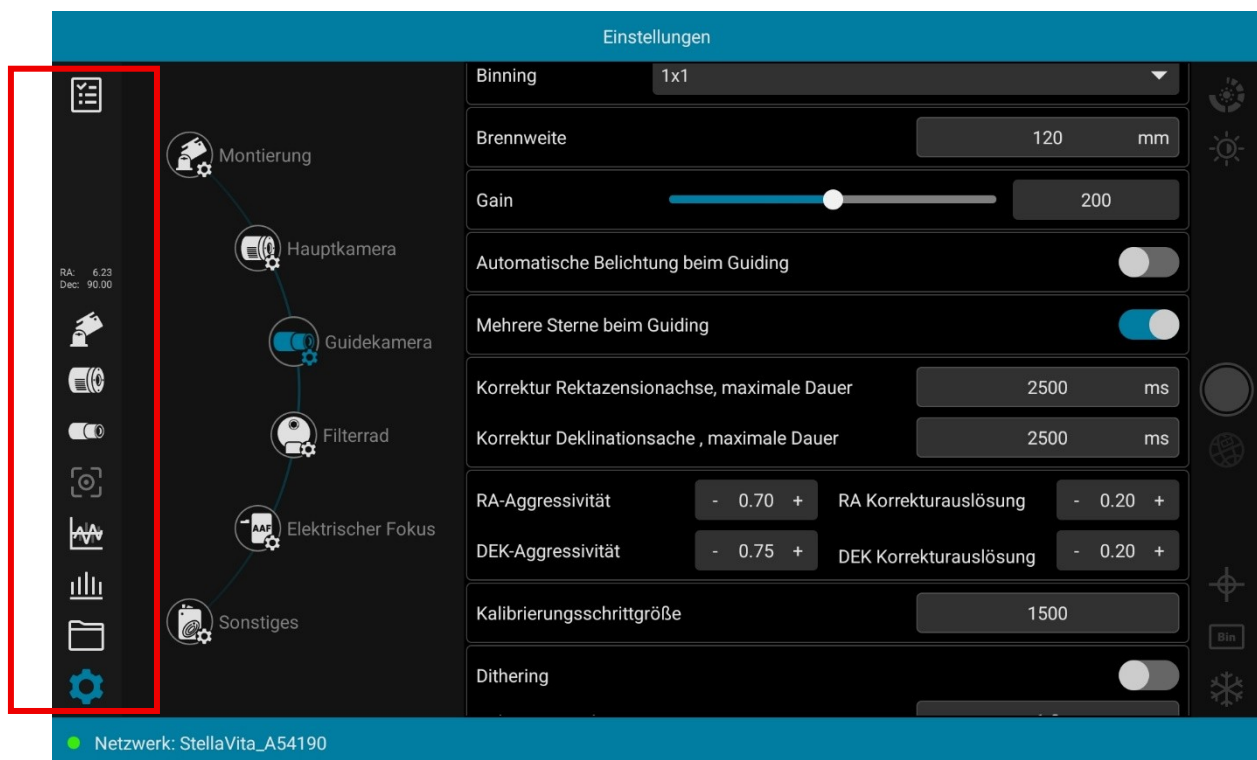 Einstellungen
Binning 1x1
Montierung
Brennweite 120 mm
Gain 200
Hauptkamera
RA: 6.23
Dec: 90.00
Automatische Belichtung beim Guiding
Guidekamera
Mehrere Sterne beim Guiding
Korrektur Rektazensionachse, maximale Dauer 2500 ms
Filterrad
Korrektur Deklinationsache , maximale Dauer 2500 ms
RA-Aggressivität - 0.70 + RA Korrekturauslösung - 0.20 +
AAF
Elektrischer Fokus
DEK-Aggressivität - 0.75 + DEK Korrekturauslösung - 0.20 +
Sonstiges
Kalibrierungsschrittgröße 1500
Bin
Dithering
Netzwerk: StellaVita_A54190